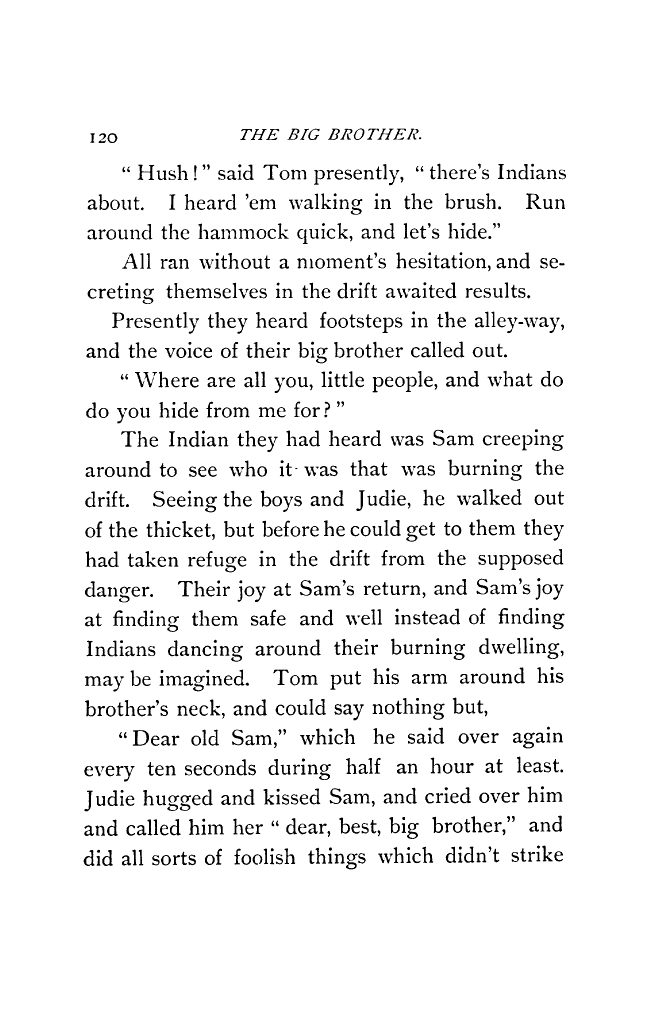 120 THE BIG BROTHER.
“ Hush ! ” said Tom presently, “ there's Indians
about. I heard 'em walking in the brush. Run
around the hammock quick, and let's hide.”
All ran without a moment's hesitation, and se-
creting themselves in the drift awaited results.
Presently they heard footsteps in the alley-way,
and the voice of their big brother called out.
“ Where are all you, little people, and what do
do you hide from me for ? ”
The Indian they had heard was Sam creeping
around to see who it was that was burning the
drift. Seeing the boys and Judie, he walked out
of the thicket, but before he could get to them they
had taken refuge in the drift from the supposed
danger. Their joy at Sam's return, and Sam's joy
at finding them safe and well instead of finding
Indians dancing around their burning dwelling,
may be imagined. Tom put his arm around his
brother's neck, and could say nothing but,
“ Dear old Sam,” which he said over again
every ten seconds during half an hour at least.
Judie hugged and kissed Sam, and cried over him
and called him her “ dear, best, big brother,” and
did all sorts of foolish things which didn't strike